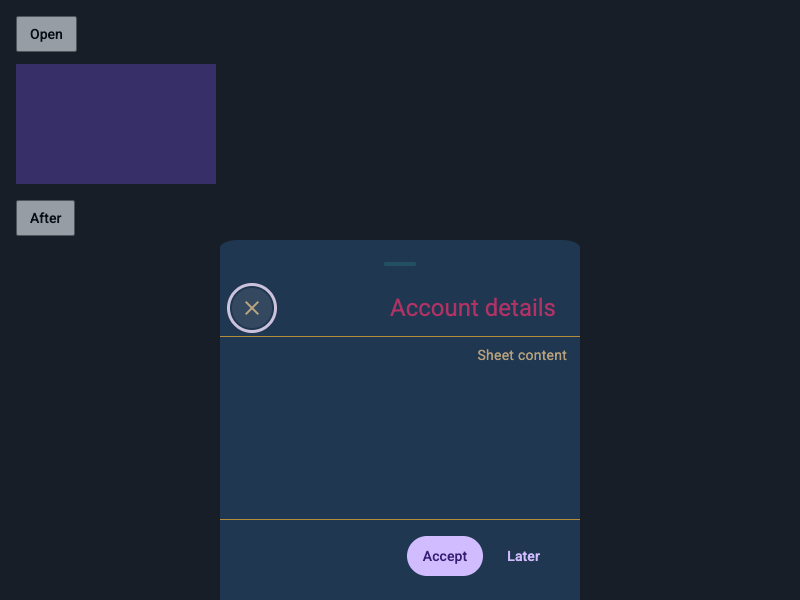 Open
After
Account details
Sheet content
Accept
Later